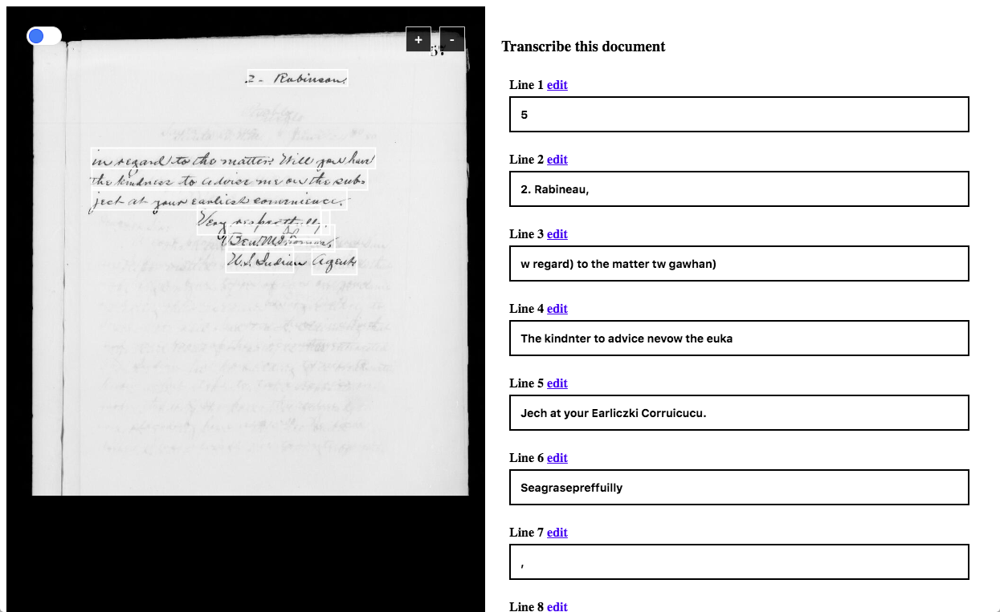 + -
57
2 - Robinson.
in regard to the matter. Will you have
the kindness to advise me on the sub-
ject at your earliest convenience.
Very respectfully,
Ben. M. Thomas,
U.S. Indian Agent
Transcribe this document
Line 1 edit
5
Line 2 edit
2. Rabineau,
Line 3 edit
w regard) to the matter tw gawhan)
Line 4 edit
The kindnter to advice nevow the euka
Line 5 edit
Jech at your Earliczki Corruicucu.
Line 6 edit
Seagrasepreffuilly
Line 7 edit
,
Line 8 edit